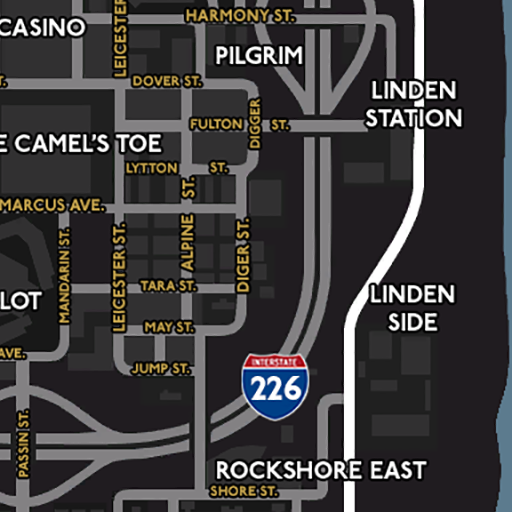 HARMONY ST.
CASINO
LEICESTER
PILGRIM
T.
DOVER ST.
LINDEN
STATION
FULTON ST.
DIGGER
E CAMEL'S TOE
LYTTON ST.
ALPINE ST.
MARCUS AVE.
MANDARIN ST.
LEICESTER ST.
DIGER ST.
TARA ST.
LOT
LINDEN
SIDE
MAY ST.
AVE.
JUMP ST.
INTERSTATE
226
PASSIN ST.
ROCKSHORE EAST
SHORE ST.